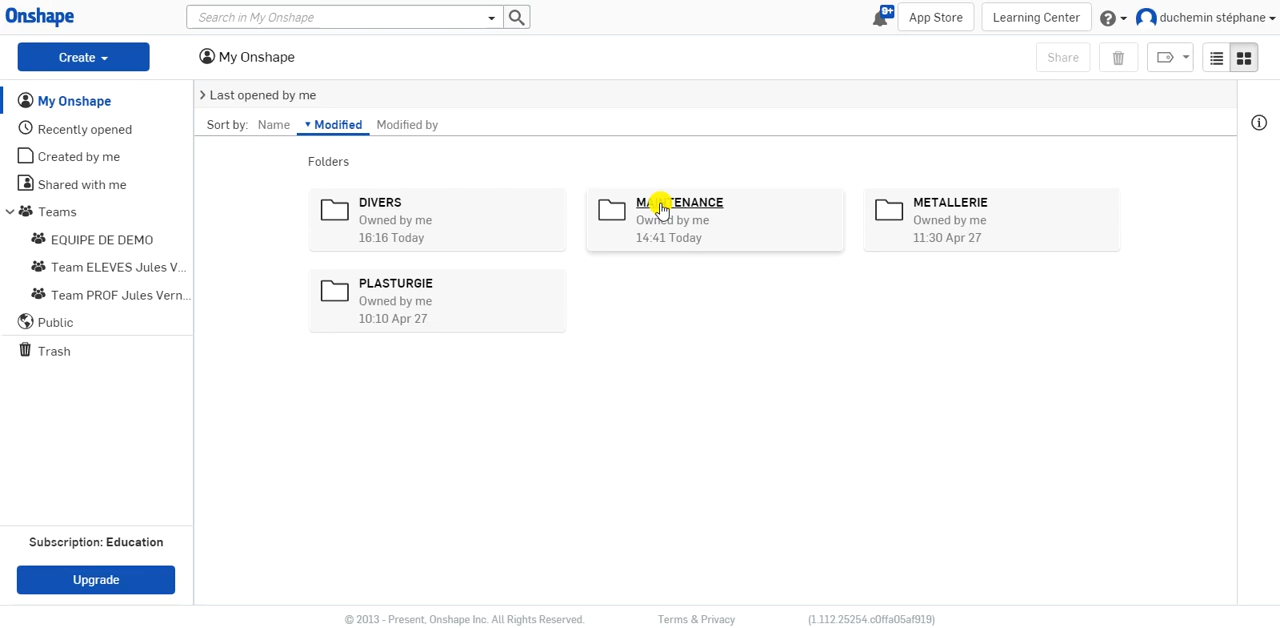 Onshape
Search in My Onshape
9+
App Store
Learning Center
duchemin stéphane
Create
My Onshape
Share
My Onshape
Recently opened
Created by me
Shared with me
Teams
EQUIPE DE DEMO
Team ELEVES Jules V...
Team PROF Jules Vern...
Public
Trash
Subscription: Education
Upgrade
Last opened by me
Sort by: Name Modified Modified by
Folders
DIVERS
Owned by me
16:16 Today
MAINTENANCE
Owned by me
14:41 Today
METALLERIE
Owned by me
11:30 Apr 27
PLASTURGIE
Owned by me
10:10 Apr 27
© 2013 - Present, Onshape Inc. All Rights Reserved.
Terms & Privacy
(1.112.25254.c0ffa05af919)